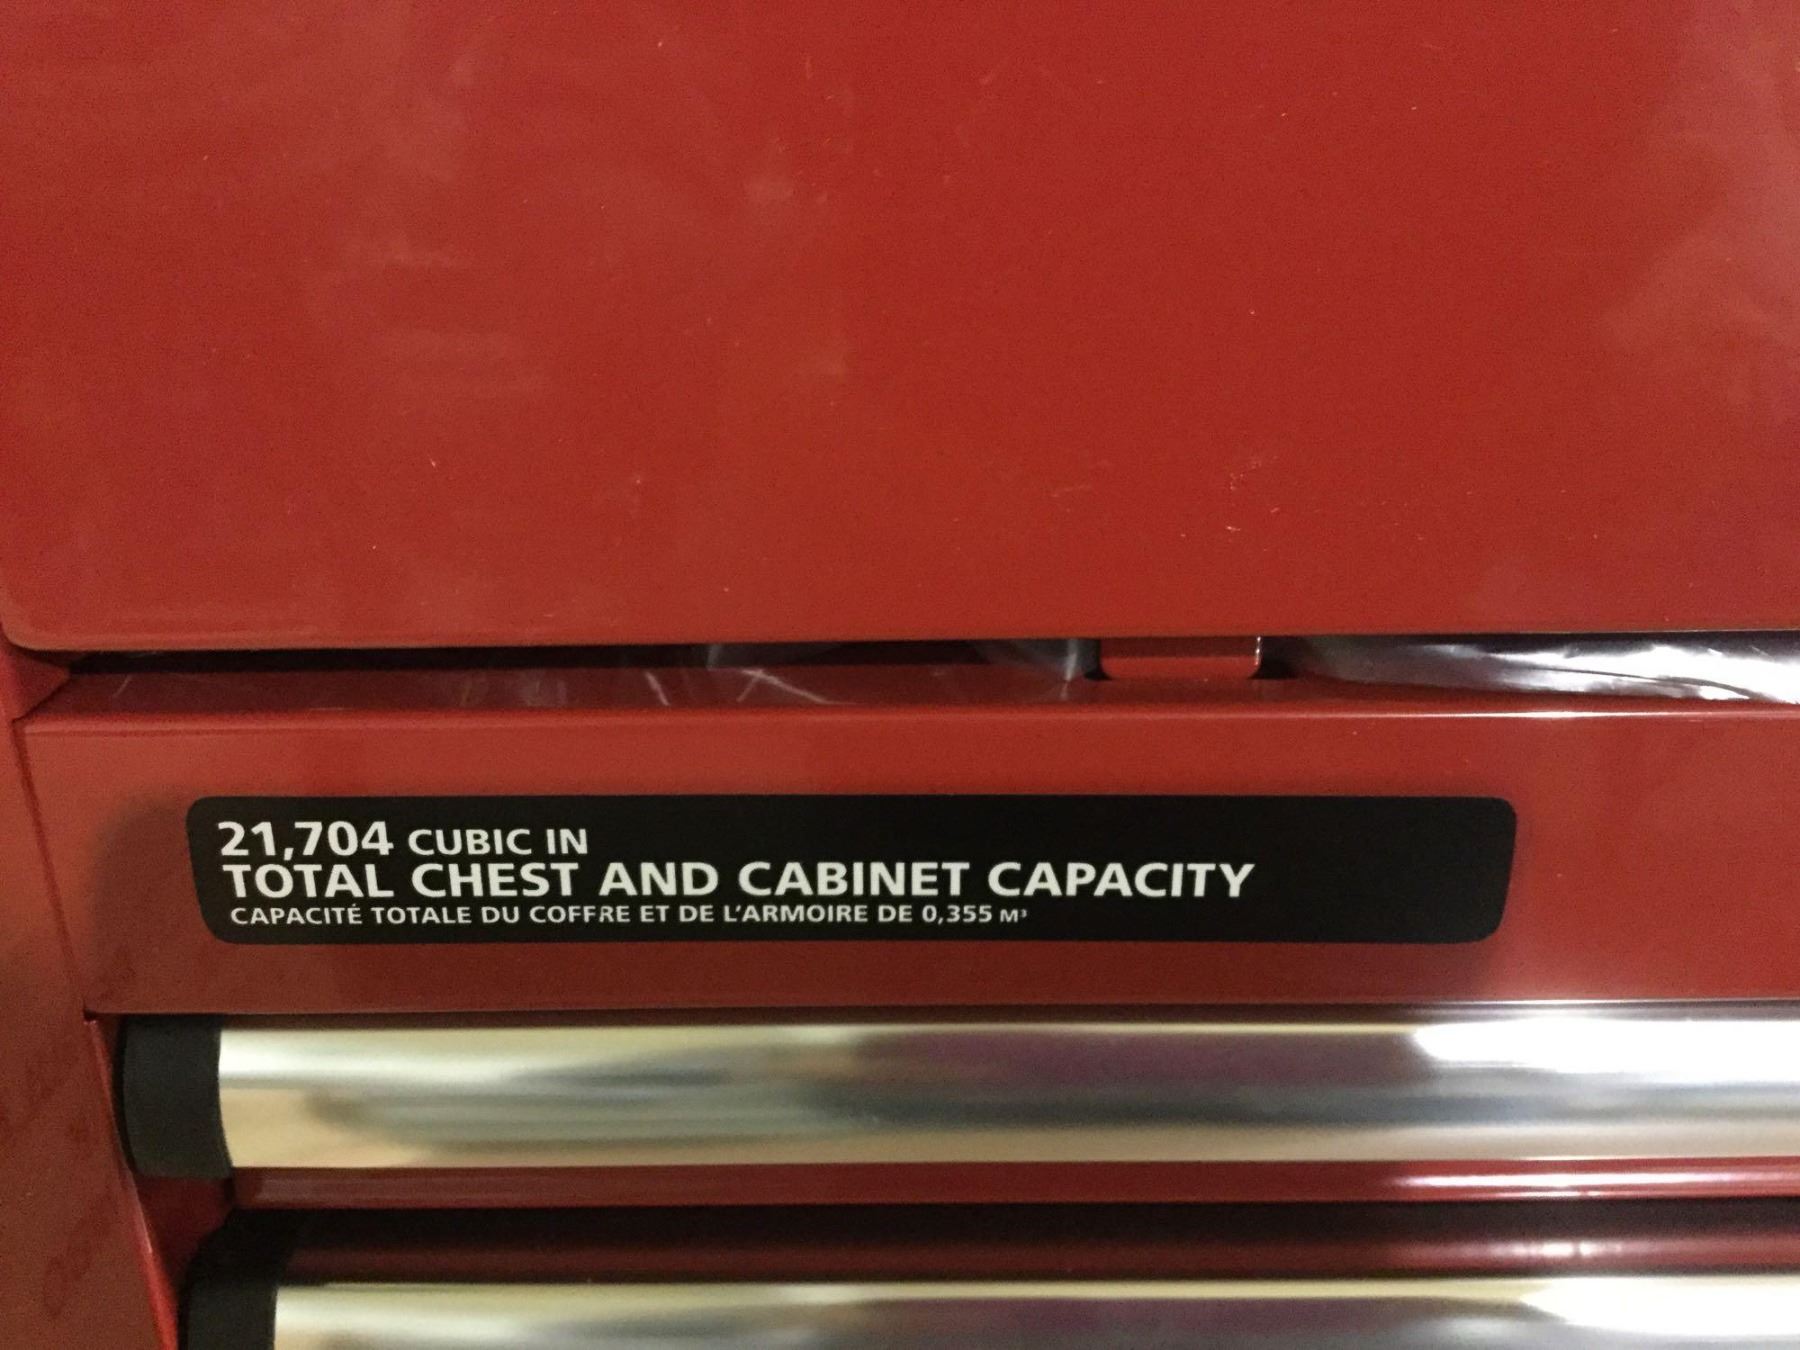 21,704 CUBIC IN
TOTAL CHEST AND CABINET CAPACITY
CAPACITÉ TOTALE DU COFFRE ET DE L'ARMOIRE DE 0,355 M³